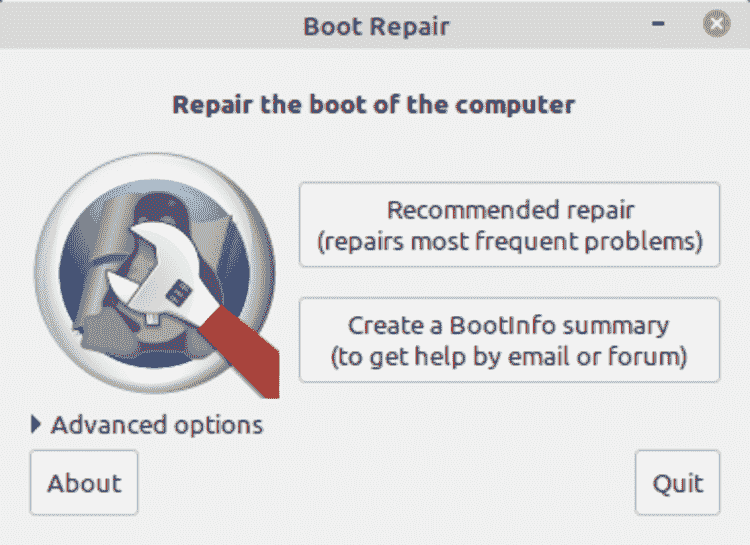 Boot Repair
Repair the boot of the computer
Recommended repair
(repairs most frequent problems)
Create a BootInfo summary
(to get help by email or forum)
Advanced options
About
Quit